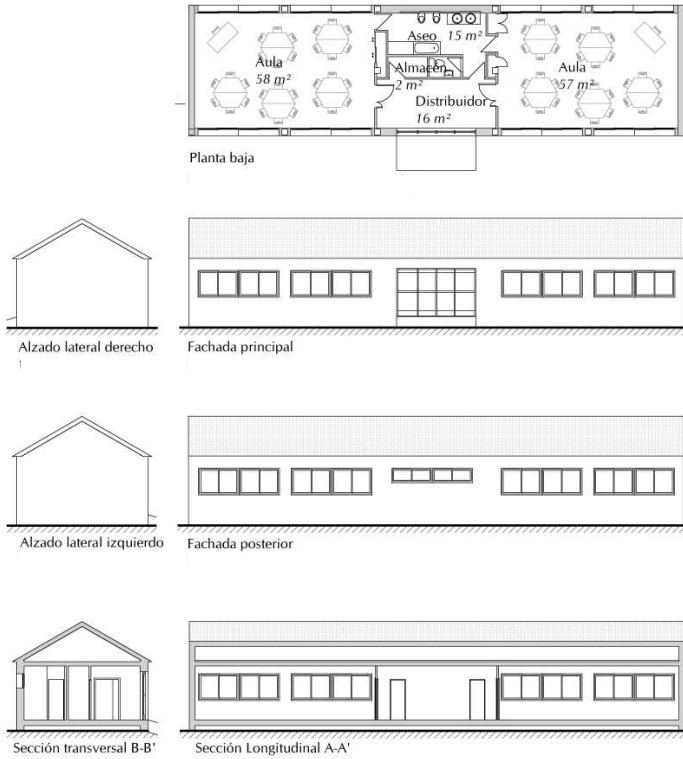 Aseo 15 m²
Aula
58 m²
Almacén
2 m²
Aula
57 m²
Distribuidor
16 m²
Planta baja
Alzado lateral derecho
Fachada principal
Alzado lateral izquierdo
Fachada posterior
Sección transversal B-B'
Sección Longitudinal A-A'